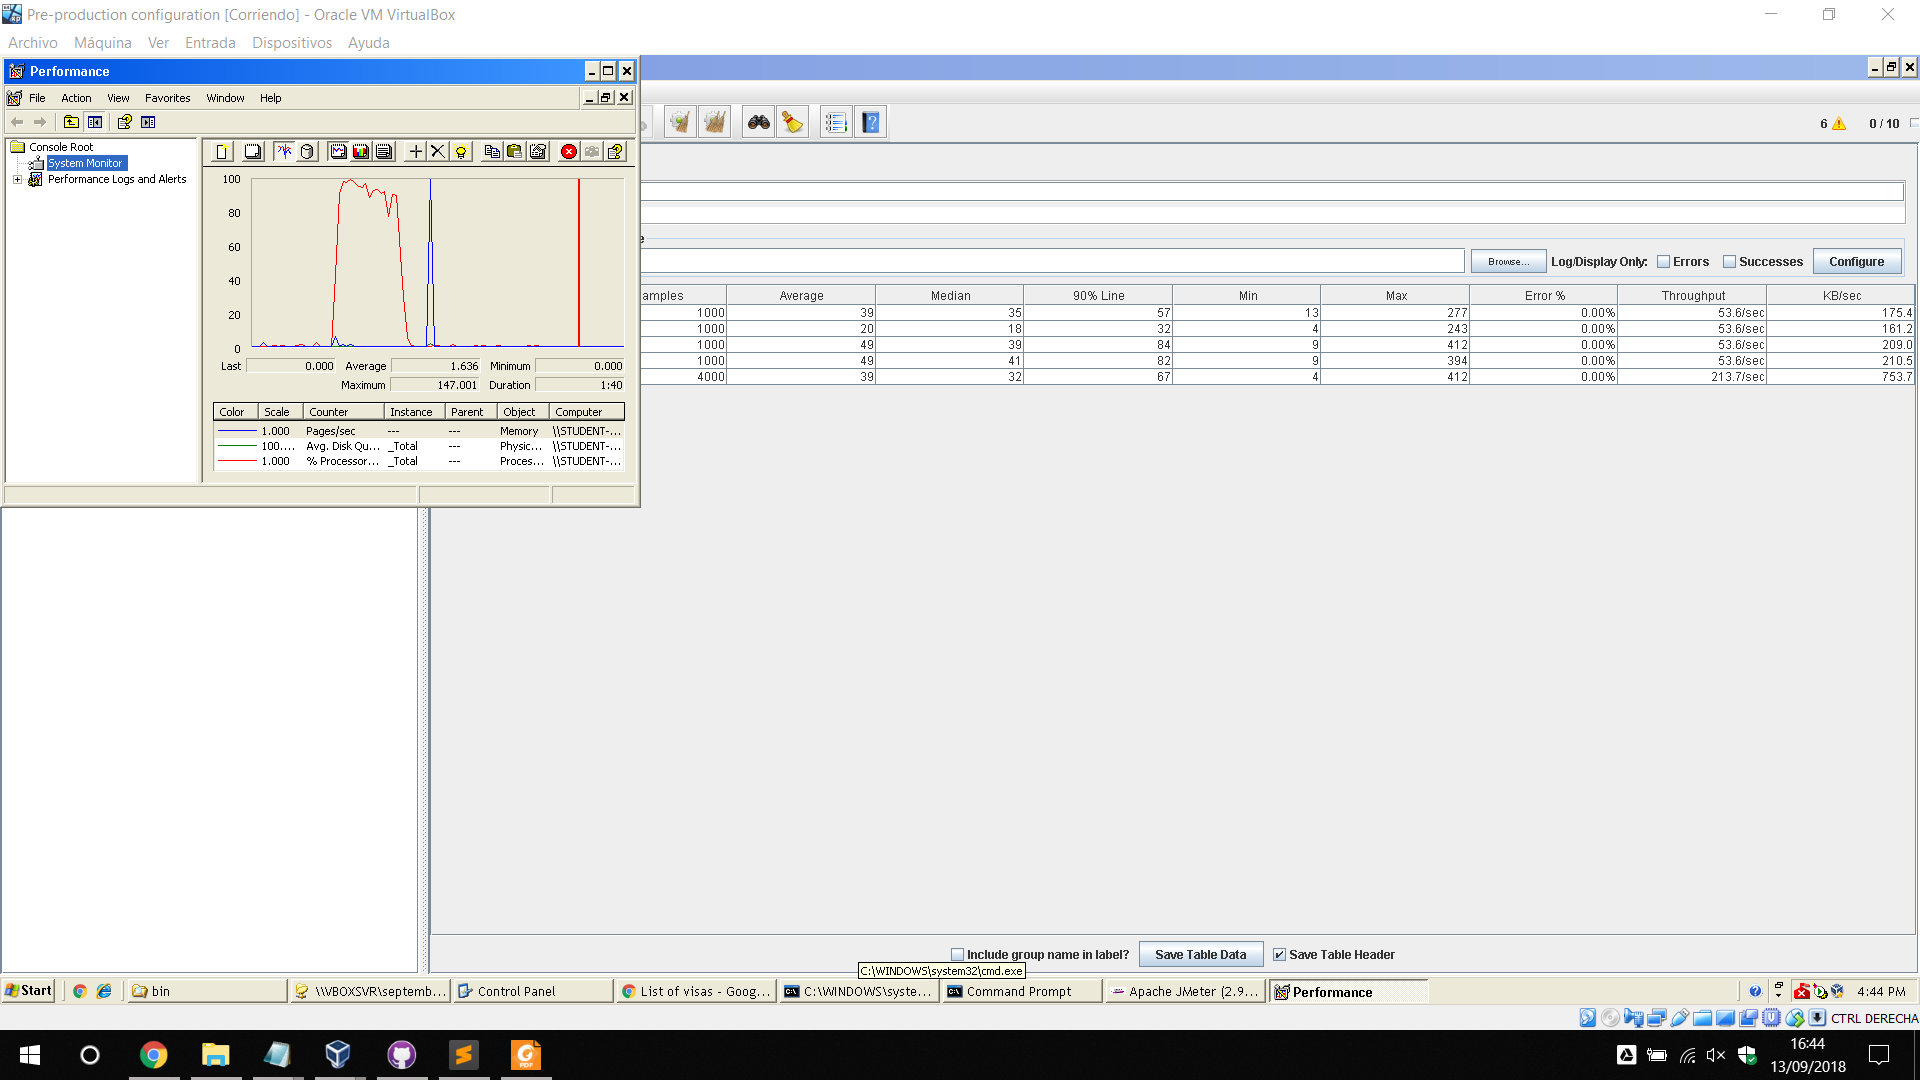 Pre-production configuration [Corriendo] - Oracle VM VirtualBox
Archivo Máquina Ver Entrada Dispositivos Ayuda
Performance
File Action View Favorites Window Help
6 0 / 10
Console Root
System Monitor
Performance Logs and Alerts
100
80
60
40
20
0
Last 0.000 Average 1.636 Minimum 0.000
Maximum 147.001 Duration 1:40
Color Scale Counter Instance Parent Object Computer
1.000 Pages/sec --- --- Memory \\STUDENT-...
100.... Avg. Disk Qu... _Total --- Physic... \\STUDENT-...
1.000 % Processor... _Total --- Proces... \\STUDENT-...
e
Browse... Log/Display Only: Errors Successes Configure
amples Average Median 90% Line Min Max Error % Throughput KB/sec
1000 39 35 57 13 277 0.00% 53.6/sec 175.4
1000 20 18 32 4 243 0.00% 53.6/sec 161.2
1000 49 39 84 9 412 0.00% 53.6/sec 209.0
1000 49 41 82 9 394 0.00% 53.6/sec 210.5
4000 39 32 67 4 412 0.00% 213.7/sec 753.7
Include group name in label? Save Table Data Save Table Header
C:\WINDOWS\system32\cmd.exe
Start bin \\WBOXSVR\septemb... Control Panel List of visas - Goog... C:\WINDOWS\syste... Command Prompt Apache JMeter (2.9... Performance 4:44 PM
CTRL DERECHA
PDF
16:44
13/09/2018